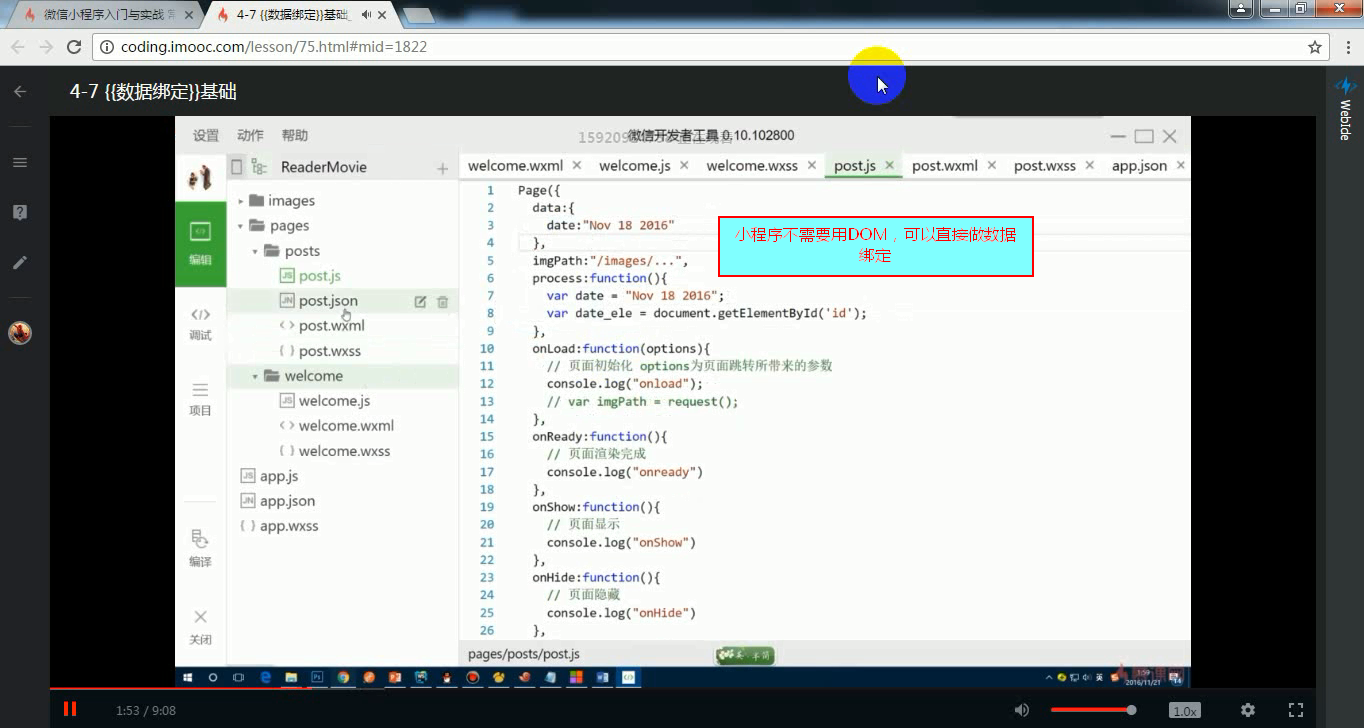 微信小程序入门与实战
4-7 {{数据绑定}}基础_
coding.imooc.com/lesson/75.html#mid=1822
4-7 {{数据绑定}}基础
WebIde
设置 动作 帮助
微信开发者工具 0.10.102800
ReaderMovie
welcome.wxml welcome.js welcome.wxss post.js post.wxml post.wxss app.json
images
pages
posts
post.js
post.json
post.wxml
post.wxss
welcome
welcome.js
welcome.wxml
welcome.wxss
app.js
app.json
app.wxss
编辑
调试
项目
编译
关闭
1 Page({
2 data:{
3 date:"Nov 18 2016"
4 },
5 imgPath:"/images/...",
6 process:function(){
7 var date = "Nov 18 2016";
8 var date_ele = document.getElementById('id');
9 },
10 onLoad:function(options){
11 // 页面初始化 options为页面跳转所带来的参数
12 console.log("onload");
13 // var imgPath = request();
14 },
15 onReady:function(){
16 // 页面渲染完成
17 console.log("onready")
18 },
19 onShow:function(){
20 // 页面显示
21 console.log("onShow")
22 },
23 onHide:function(){
24 // 页面隐藏
25 console.log("onHide")
26 },
小程序不需要用DOM，可以直接做数据
绑定
pages/posts/post.js
英
2016/11/21
1:53 / 9:08
1.0x